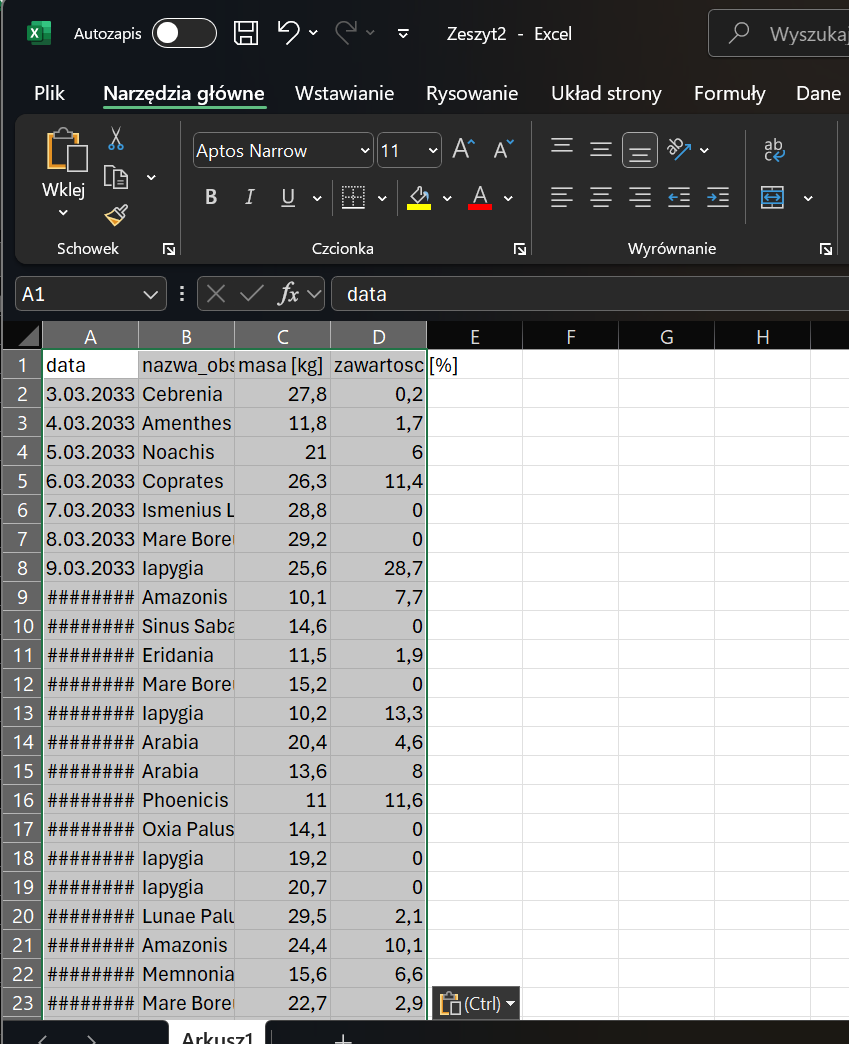 Autozapis Zeszyt2 - Excel Wyszukaj
Plik Narzędzia główne Wstawianie Rysowanie Układ strony Formuły Dane
Wklej Aptos Narrow 11 A A ab c
B I U A
Schowek Czcionka Wyrównanie
A1 fx data
A B C D E F G H
1 data nazwa_obs masa [kg] zawartosc [%]
2 3.03.2033 Cebrenia 27,8 0,2
3 4.03.2033 Amenthes 11,8 1,7
4 5.03.2033 Noachis 21 6
5 6.03.2033 Coprates 26,3 11,4
6 7.03.2033 Ismenius L 28,8 0
7 8.03.2033 Mare Bore 29,2 0
8 9.03.2033 Iapygia 25,6 28,7
9 ######## Amazonis 10,1 7,7
10 ######## Sinus Saba 14,6 0
11 ######## Eridania 11,5 1,9
12 ######## Mare Bore 15,2 0
13 ######## Iapygia 10,2 13,3
14 ######## Arabia 20,4 4,6
15 ######## Arabia 13,6 8
16 ######## Phoenicis 11 11,6
17 ######## Oxia Palus 14,1 0
18 ######## Iapygia 19,2 0
19 ######## Iapygia 20,7 0
20 ######## Lunae Palu 29,5 2,1
21 ######## Amazonis 24,4 10,1
22 ######## Memnonia 15,6 6,6
23 ######## Mare Bore 22,7 2,9 (Ctrl)
Arkusz1